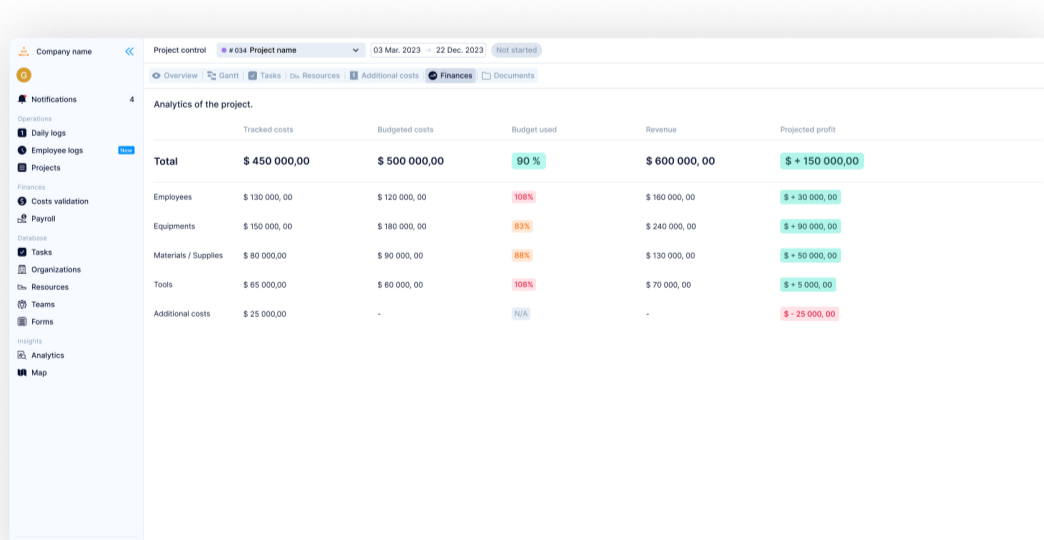 Company name
G
Notifications 4
Operations
1 Daily logs
Employee logs New
Projects
Finances
Costs validation
Payroll
Database
Tasks
Organizations
Resources
Teams
Forms
Insights
Analytics
Map
Project control # 034 Project name 03 Mar. 2023 22 Dec. 2023 Not started
Overview Gantt Tasks Resources Additional costs Finances Documents
Analytics of the project.
Tracked costs Budgeted costs Budget used Revenue Projected profit
Total $ 450 000,00 $ 500 000,00 90 % $ 600 000, 00 $ + 150 000,00
Employees $ 130 000, 00 $ 120 000, 00 108% $ 160 000, 00 $ + 30 000, 00
Equipments $ 150 000, 00 $ 180 000, 00 83% $ 240 000, 00 $ + 90 000, 00
Materials / Supplies $ 80 000,00 $ 90 000, 00 88% $ 130 000, 00 $ + 50 000, 00
Tools $ 65 000,00 $ 60 000, 00 108% $ 70 000, 00 $ + 5 000, 00
Additional costs $ 25 000,00 - N/A - $ - 25 000, 00